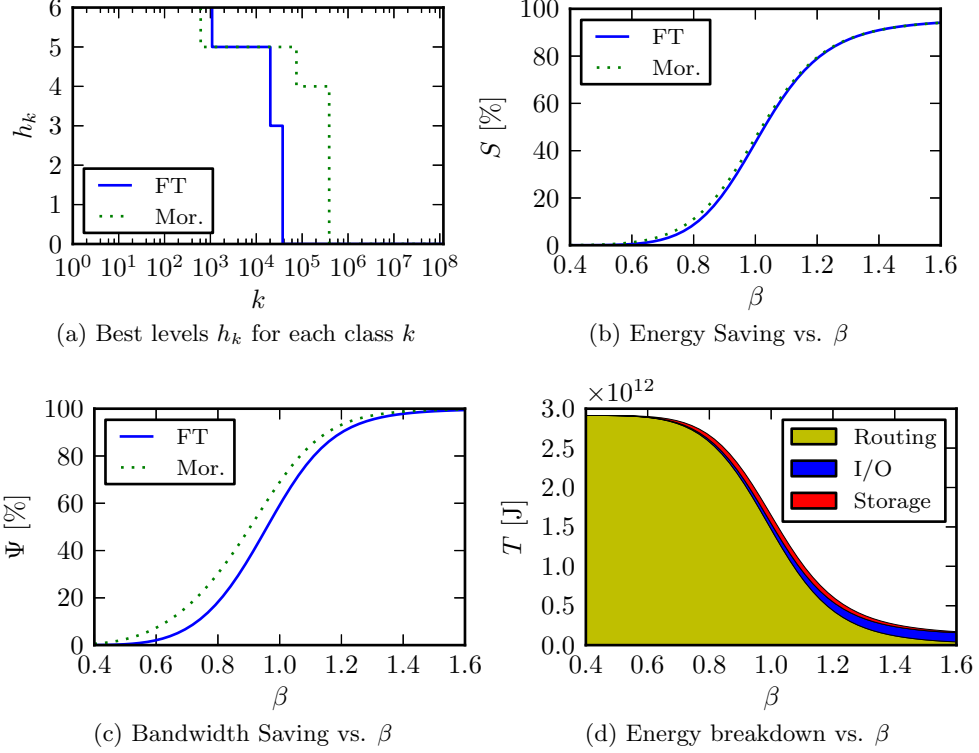 6
5
4
3
2
1
0
h_k
FT
Mor.
10^0 10^1 10^2 10^3 10^4 10^5 10^6 10^7 10^8
k
(a) Best levels h_k for each class k
100
80
60
40
20
0
S [%]
FT
Mor.
0.4 0.6 0.8 1.0 1.2 1.4 1.6
β
(b) Energy Saving vs. β
100
80
60
40
20
0
Ψ [%]
FT
Mor.
0.4 0.6 0.8 1.0 1.2 1.4 1.6
β
(c) Bandwidth Saving vs. β
×10^12
3.0
2.5
2.0
1.5
1.0
0.5
0.0
T [J]
Routing
I/O
Storage
0.4 0.6 0.8 1.0 1.2 1.4 1.6
β
(d) Energy breakdown vs. β